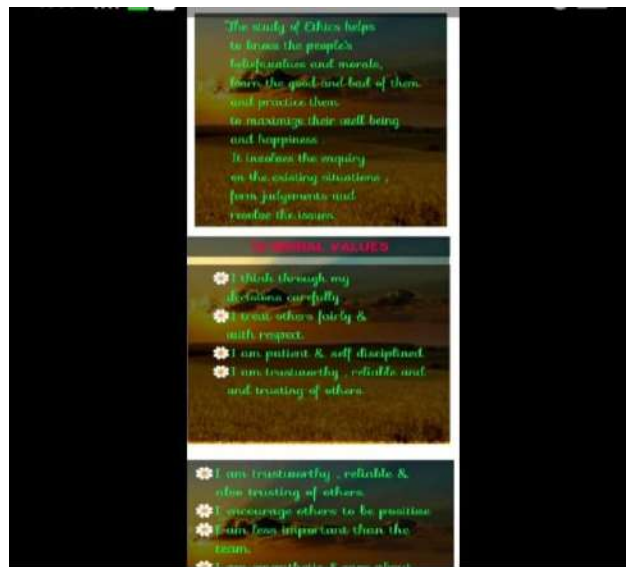 The study of Ethics helps
to know the people's
beliefs,values and morals,
learn the good and bad of them
and practice them
to maximize their well being
and happiness .
It involves the enquiry
on the existing situations ,
form judgements and
resolve the issues.
VALUES
I think through my
decisions carefully
I treat others fairly &
with respect.
I am patient & self disciplined
I am trustworthy , reliable and
and trusting of others.
I am trustworthy , reliable &
also trusting of others.
I encourage others to be positive
I am less important than the
team.
I am empathetic & care about